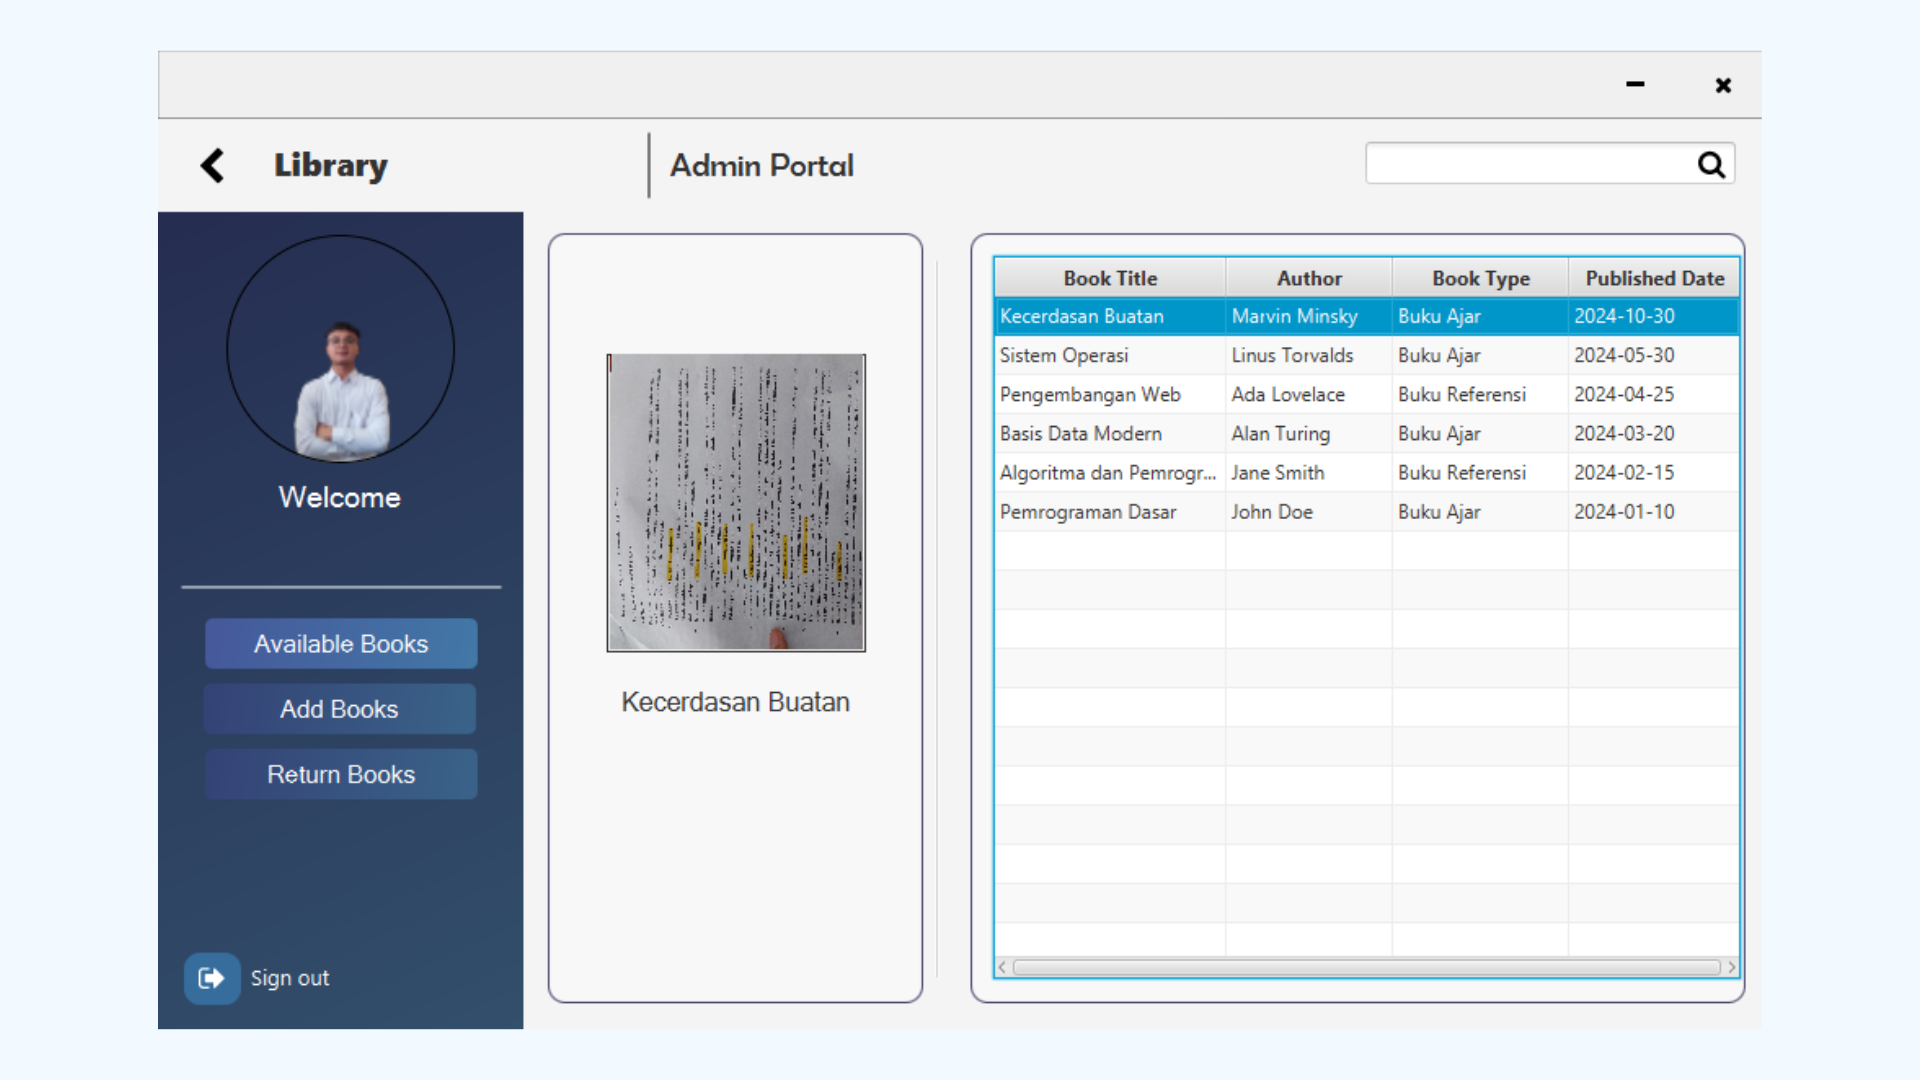 Library
Admin Portal
Welcome
Available Books
Add Books
Return Books
Sign out
Kecerdasan Buatan
Book Title Author Book Type Published Date
Kecerdasan Buatan Marvin Minsky Buku Ajar 2024-10-30
Sistem Operasi Linus Torvalds Buku Ajar 2024-05-30
Pengembangan Web Ada Lovelace Buku Referensi 2024-04-25
Basis Data Modern Alan Turing Buku Ajar 2024-03-20
Algoritma dan Pemrogr... Jane Smith Buku Referensi 2024-02-15
Pemrograman Dasar John Doe Buku Ajar 2024-01-10